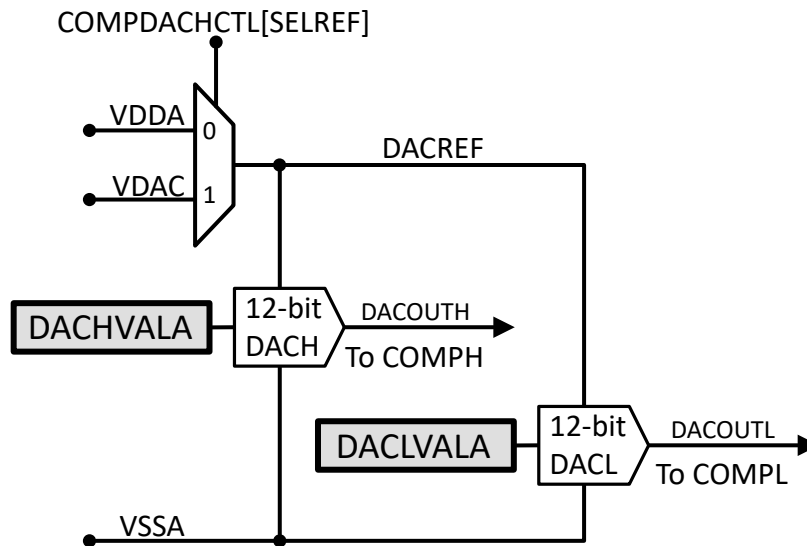 COMPDACHCTL[SELREF]
VDDA
0
DACREF
VDAC
1
DACHVALA
12-bit
DACH
DACOUTH
To COMPH
DACLVALA
12-bit
DACL
DACOUTL
To COMPL
VSSA